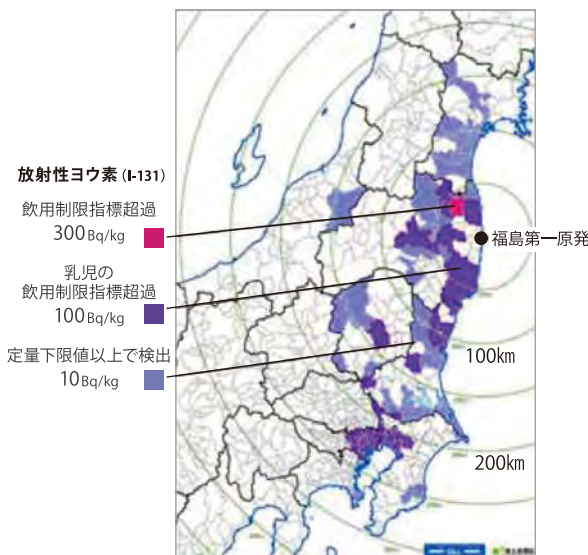 放射性ヨウ素 (I-131)
飲用制限指標超過
300Bq/kg
乳児の
飲用制限指標超過
100Bq/kg
定量下限値以上で検出
10Bq/kg
福島第一原発
100km
200km